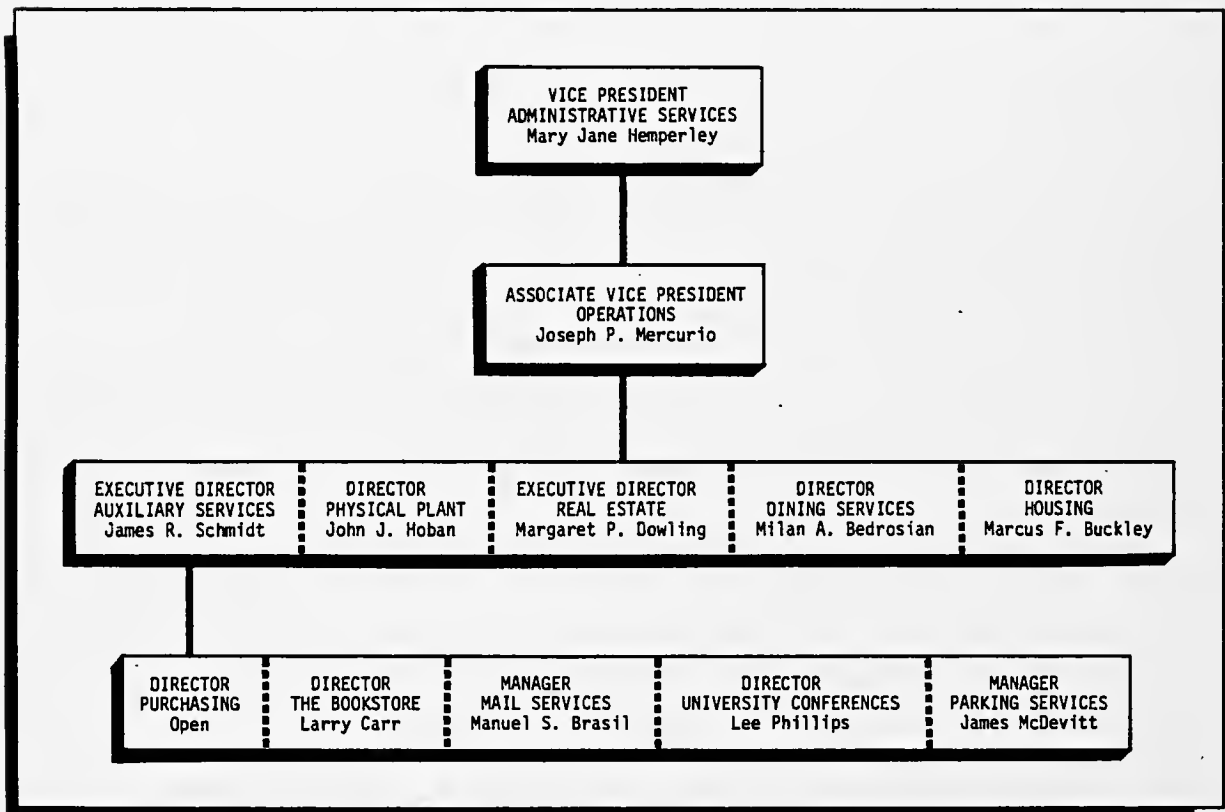 VICE PRESIDENT
ADMINISTRATIVE SERVICES
Mary Jane Hemperley
ASSOCIATE VICE PRESIDENT
OPERATIONS
Joseph P. Mercurio
EXECUTIVE DIRECTOR
AUXILIARY SERVICES
James R. Schmidt
DIRECTOR
PHYSICAL PLANT
John J. Hoban
EXECUTIVE DIRECTOR
REAL ESTATE
Margaret P. Dowling
DIRECTOR
DINING SERVICES
Milan A. Bedrosian
DIRECTOR
HOUSING
Marcus F. Buckley
DIRECTOR
PURCHASING
Open
DIRECTOR
THE BOOKSTORE
Larry Carr
MANAGER
MAIL SERVICES
Manuel S. Brasil
DIRECTOR
UNIVERSITY CONFERENCES
Lee Phillips
MANAGER
PARKING SERVICES
James McDevitt